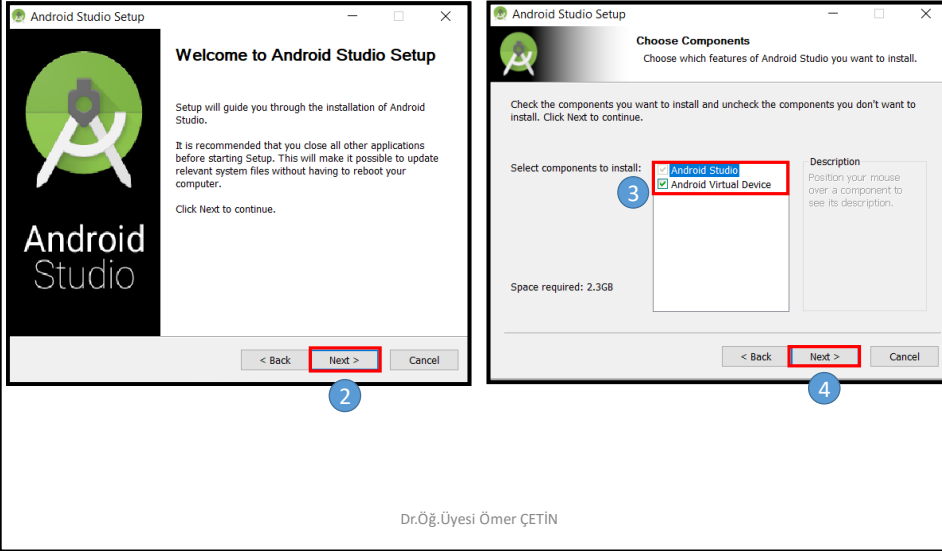 Android Studio Setup
Welcome to Android Studio Setup
Setup will guide you through the installation of Android
Studio.
It is recommended that you close all other applications
before starting Setup. This will make it possible to update
relevant system files without having to reboot your
computer.
Click Next to continue.
Android
Studio
< Back
Next >
Cancel
2
Android Studio Setup
Choose Components
Choose which features of Android Studio you want to install.
Check the components you want to install and uncheck the components you don't want to
install. Click Next to continue.
Select components to install:
Android Studio
Android Virtual Device
3
Description
Position your mouse
over a component to
see its description.
Space required: 2.3GB
< Back
Next >
Cancel
4
Dr.Öğ.Üyesi Ömer ÇETİN